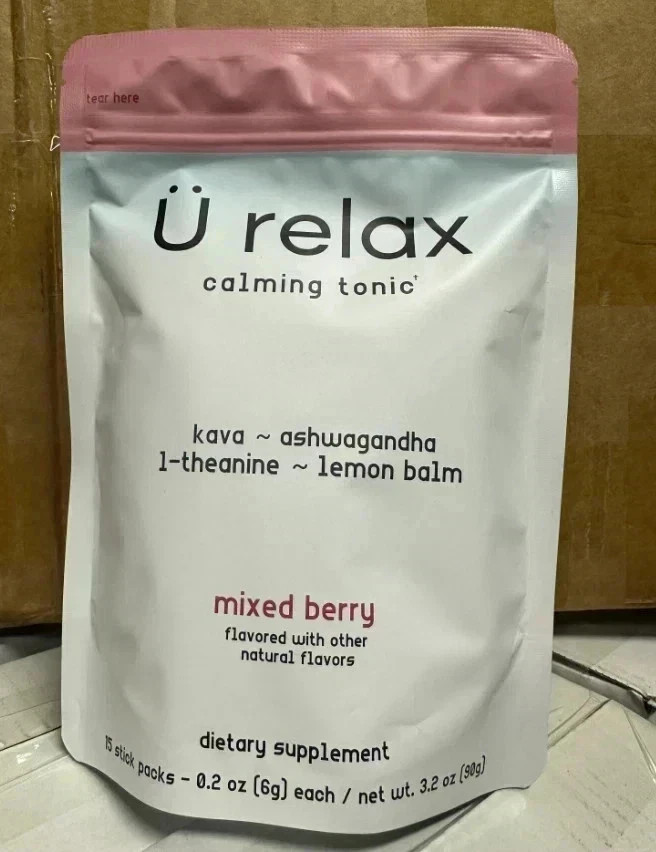 tear here
Ü relax
calming tonic†
kava ~ ashwagandha
l-theanine ~ lemon balm
mixed berry
flavored with other
natural flavors
dietary supplement
15 stick packs - 0.2 oz (6g) each / net wt. 3.2 oz (90g)